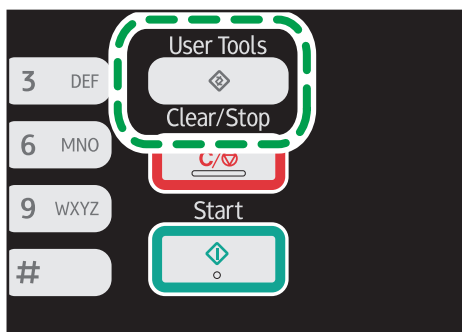 User Tools
3 DEF
Clear/Stop
6 MNO
C/
9 WXYZ
Start
#